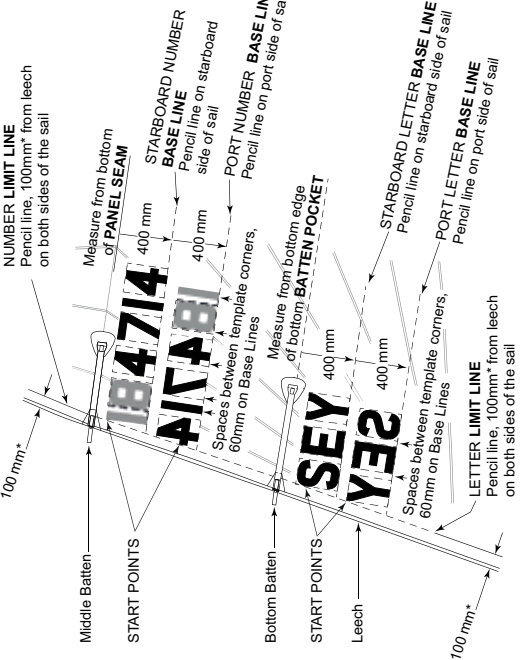 NUMBER LIMIT LINE
Pencil line, 100mm* from leech
on both sides of the sail
100 mm*
Middle Batten
START POINTS
Measure from bottom
of PANEL SEAM
STARBOARD NUMBER
BASE LINE
Pencil line on starboard
side of sail
PORT NUMBER BASE LIN
Pencil line on port side of sa
400 mm
400 mm
184714
417481
Spaces between template corners,
60mm on Base Lines
Bottom Batten
START POINTS
Leech
Measure from bottom edge
of bottom BATTEN POCKET
STARBOARD LETTER BASE LINE
Pencil line on starboard side of sail
PORT LETTER BASE LINE
Pencil line on port side of sail
400 mm
400 mm
SEY
YES
Spaces between template corners,
60mm on Base Lines
LETTER LIMIT LINE
Pencil line, 100mm* from leech
on both sides of the sail
100 mm*